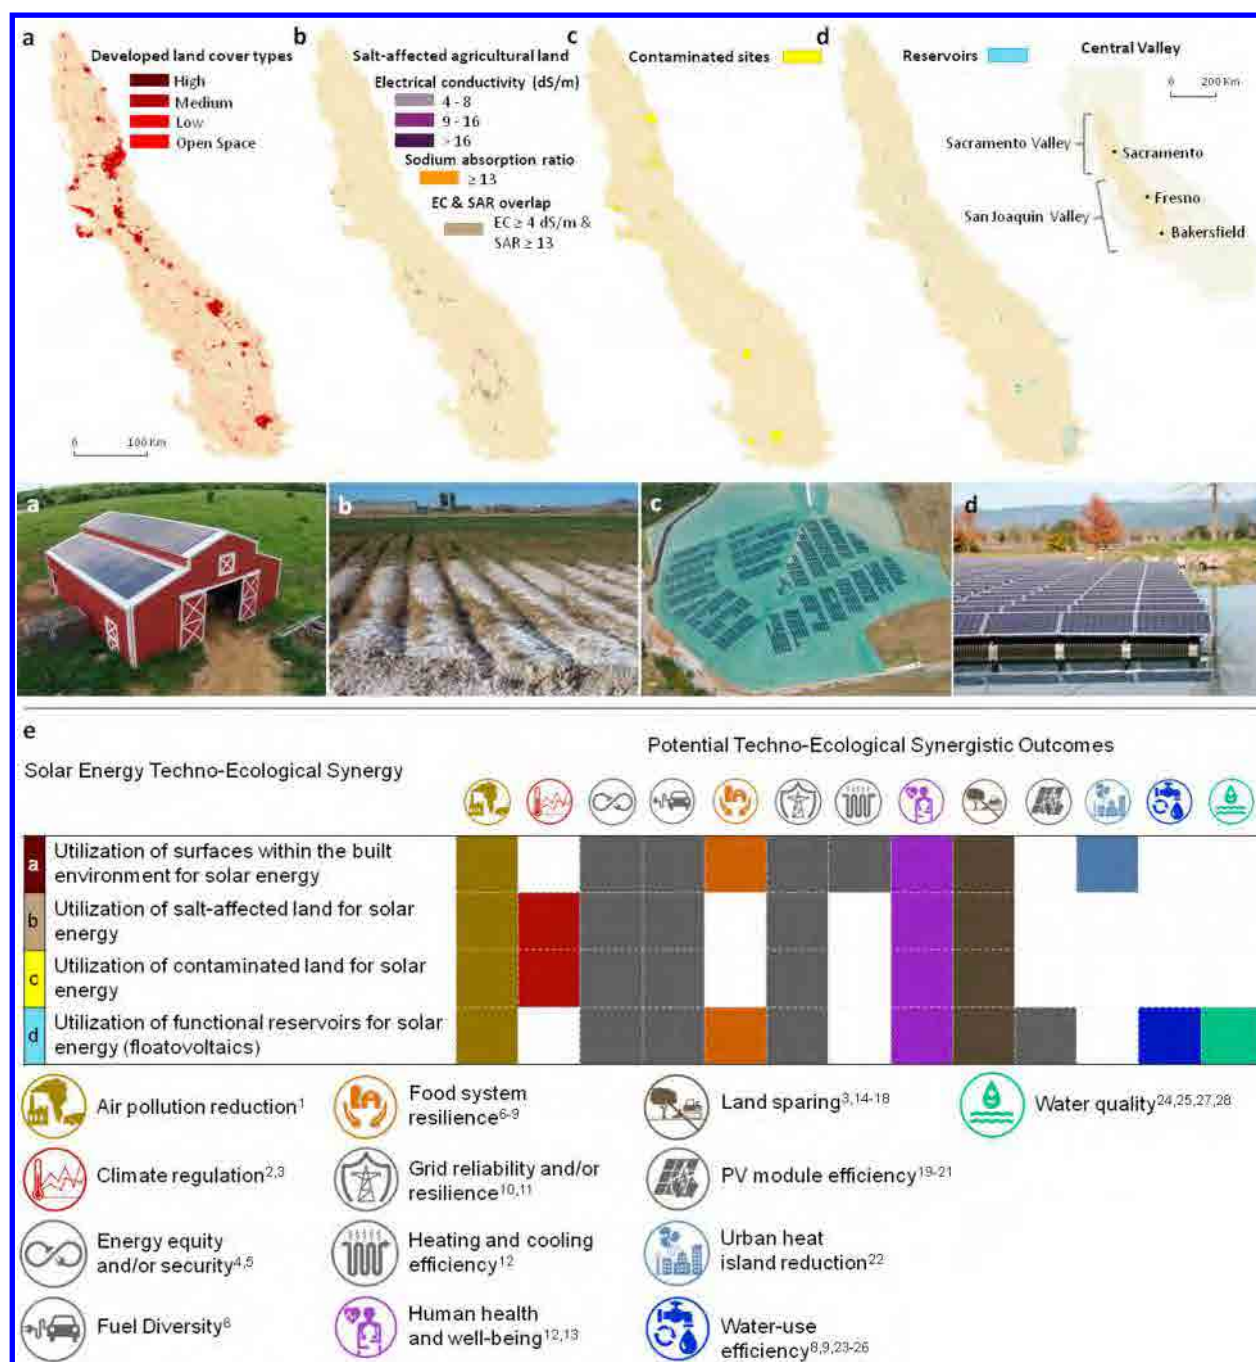 a
Developed land cover types
High
Medium
Low
Open Space
0 100 Km
b
Salt-affected agricultural land
Electrical conductivity (dS/m)
4 - 8
9 - 16
> 16
Sodium absorption ratio
≥ 13
EC & SAR overlap
EC ≥ 4 dS/m &
SAR ≥ 13
c
Contaminated sites
d
Reservoirs
Central Valley
0 200 Km
Sacramento Valley
Sacramento
Fresno
San Joaquin Valley
Bakersfield
a
b
c
d
e
Potential Techno-Ecological Synergistic Outcomes
Solar Energy Techno-Ecological Synergy
a
Utilization of surfaces within the built
environment for solar energy
b
Utilization of salt-affected land for solar
energy
c
Utilization of contaminated land for solar
energy
d
Utilization of functional reservoirs for solar
energy (floatovoltaics)
Air pollution reduction1
Climate regulation2,3
Energy equity
and/or security4,5
Fuel Diversity6
Food system
resilience6-9
Grid reliability and/or
resilience10,11
Heating and cooling
efficiency12
Human health
and well-being12,13
Land sparing3,14-18
PV module efficiency19-21
Urban heat
island reduction22
Water-use
efficiency8,9,23-26
Water quality24,25,27,28